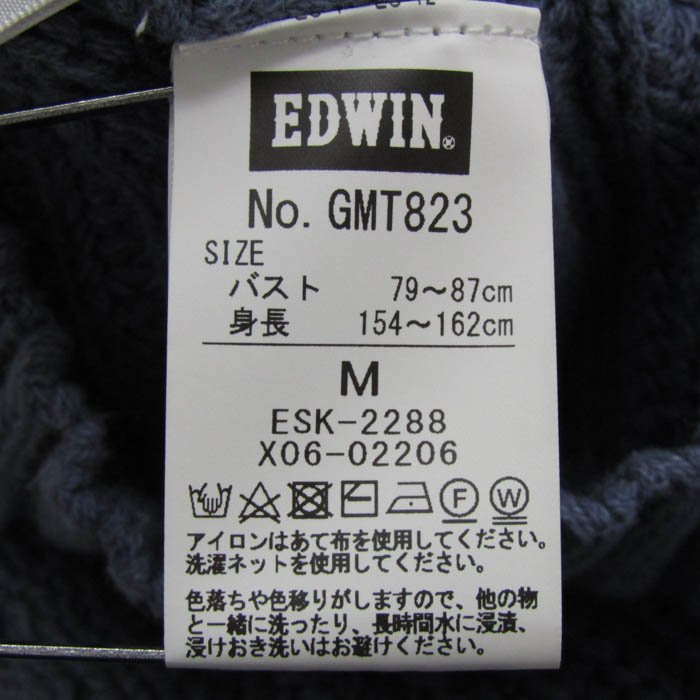 EDWIN
No. GMT823
SIZE
バスト 79～87cm
身長 154～162cm
M
ESK-2288
X06-02206
F W
アイロンはあて布を使用してください。
洗濯ネットを使用してください。
色落ちや色移りがしますので、他の物
と一緒に洗ったり、長時間水に浸漬、
浸けおき洗いはお避けください。